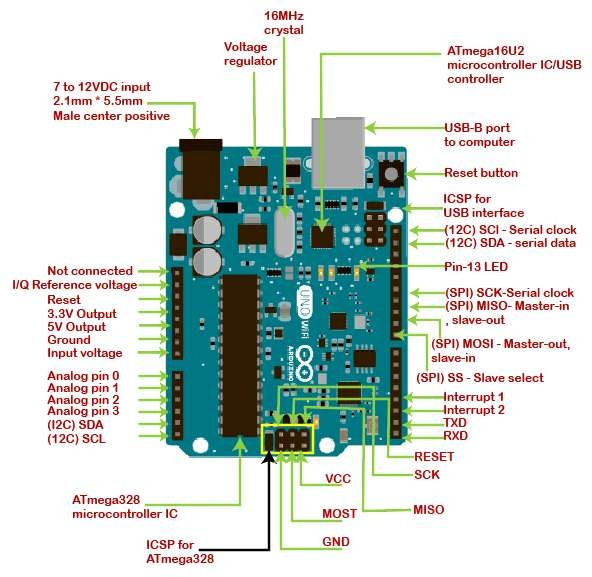 16MHz
crystal
Voltage
regulator
ATmega16U2
microcontroller IC/USB
controller
7 to 12VDC input
2.1mm * 5.5mm
Male center positive
USB-B port
to computer
Reset button
ICSP for
USB interface
(12C) SCI - Serial clock
(12C) SDA - serial data
Pin-13 LED
Not connected
I/Q Reference voltage
Reset
3.3V Output
5V Output
Ground
Input voltage
(SPI) SCK-Serial clock
(SPI) MISO- Master-in
, slave-out
(SPI) MOSI - Master-out,
slave-in
(SPI) SS - Slave select
UNO
WiFi
ARDUINO
Analog pin 0
Analog pin 1
Analog pin 2
Analog pin 3
(I2C) SDA
(12C) SCL
Interrupt 1
Interrupt 2
TXD
RXD
RESET
SCK
MISO
VCC
MOST
GND
ATmega328
microcontroller IC
ICSP for
ATmega328